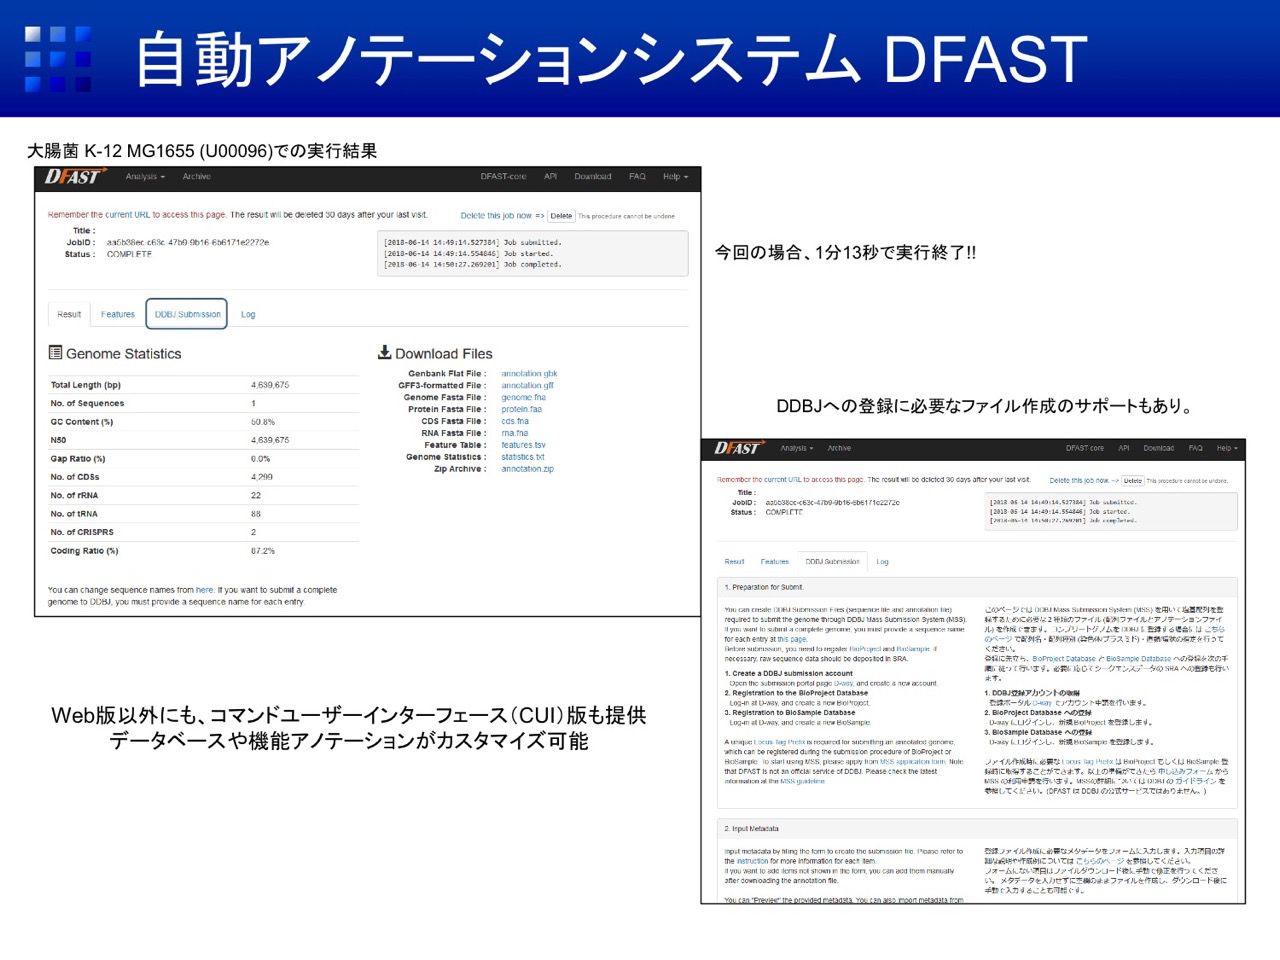 自動アノテーションシステム DFAST
大腸菌 K-12 MG1655 (U00096)での実行結果
DFAST Analysis Archive DFAST-core API Download FAQ Help
Remember the current URL to access this page. The result will be deleted 30 days after your last visit. Delete this job now => Delete This procedure cannot be undone
Title :
JobID : aa5b38ec-c63c-47b9-9b16-6b6171e2272e
Status : COMPLETE
[2018-06-14 14:49:14.527384] Job submitted.
[2018-06-14 14:49:14.554846] Job started.
[2018-06-14 14:50:27.269201] Job completed.
今回の場合、1分13秒で実行終了!!
Result Features DDBJ Submission Log
Genome Statistics
Total Length (bp) 4,639,675
No. of Sequences 1
GC Content (%) 50.8%
N50 4,639,675
Gap Ratio (%) 0.0%
No. of CDSs 4,299
No. of rRNA 22
No. of tRNA 88
No. of CRISPRS 2
Coding Ratio (%) 87.2%
You can change sequence names from here. If you want to submit a complete
genome to DDBJ, you must provide a sequence name for each entry.
Download Files
Genbank Flat File : annotation.gbk
GFF3-formatted File : annotation.gff
Genome Fasta File : genome.fna
Protein Fasta File : protein.faa
CDS Fasta File : cds.fna
RNA Fasta File : rna.fna
Feature Table : features.tsv
Genome Statistics : statistics.txt
Zip Archive : annotation.zip
DDBJへの登録に必要なファイル作成のサポートもあり。
DFAST Analysis Archive DFAST-core API Download FAQ Help
Remember the current URL to access this page. The result will be deleted 30 days after your last visit. Delete this job now. => Delete This procedure cannot be undone.
Title :
JobID : aa5b38ec-c63c-47b9-9b16-6b6171e2272e
Status : COMPLETE
[2018-06-14 14:49:14.527384] Job submitted.
[2018-06-14 14:49:14.554846] Job started.
[2018-06-14 14:50:27.269201] Job completed.
Result Features DDBJ Submission Log
1. Preparation for Submit.
You can create DDBJ Submission Files (sequence file and annotation file)
required to submit the genome through DDBJ Mass Submission System (MSS).
If you want to submit a complete genome, you must provide a sequence name
for each entry at this page.
Before submission, you need to register BioProject and BioSample. If
necessary, raw sequence data should be deposited in SRA.
1. Create a DDBJ submission account
Open the submission portal page D-way, and create a new account.
2. Registration to the BioProject Database
Log-in at D-way, and create a new BioProject.
3. Registration to BioSample Database
Log-in at D-way, and create a new BioSample.
A unique Locus Tag Prefix is required for submitting an annotated genome,
which can be registered during the submission procedure of BioProject or
BioSample. To start using MSS, please apply from MSS application form. Note
that DFAST is not an official service of DDBJ. Please check the latest
information at the MSS guideline.
このページでは DDBJ Mass Submission System (MSS) を用いて塩基配列を登
録するために必要な 2 種類のファイル (配列ファイルとアノテーションファイ
ル) を作成できます。コンプリートゲノムを DDBJ に登録する場合には こちら
のページ で配列名・配列種別 (染色体/プラスミド)・直鎖/環状の指定を行って
ください。
登録に先立ち、BioProject Database と BioSample Database への登録を次の手
順に従って行います。必要に応じてシークエンスデータの SRA への登録も行い
ます。
1. DDBJ登録アカウントの取得
登録ポータル D-way でアカウント申請を行います。
2. BioProject Database への登録
D-way にログインし、新規 BioProject を登録します。
3. BioSample Database への登録
D-way にログインし、新規 BioSample を登録します。
ファイル作成時に必要な Locus Tag Prefix は BioProject もしくは BioSample 登
録時に取得することができます。以上の準備ができたら 申し込みフォーム から
MSS の利用申請を行います。MSSの詳細については DDBJ の ガイドライン を
参照してください。(DFAST は DDBJ の公式サービスではありません。)
2. Input Metadata
Input metadata by filling the form to create the submission file. Please refer to
the instruction for more information for each item.
If you want to add items not shown in the form, you can add them manually
after downloading the annotation file.
You can "Preview" the provided metadata. You can also import metadata from
登録ファイル作成に必要なメタデータをフォームに入力します。入力項目の詳
細な説明や作成例については こちらのページ を参照してください。
フォームにない項目はファイルダウンロード後に手動で修正を行ってくださ
い。 メタデータを入力せずに空欄のままファイルを作成し、ダウンロード後に
手動で入力することも可能です。
Web版以外にも、コマンドユーザーインターフェース（CUI）版も提供
データベースや機能アノテーションがカスタマイズ可能